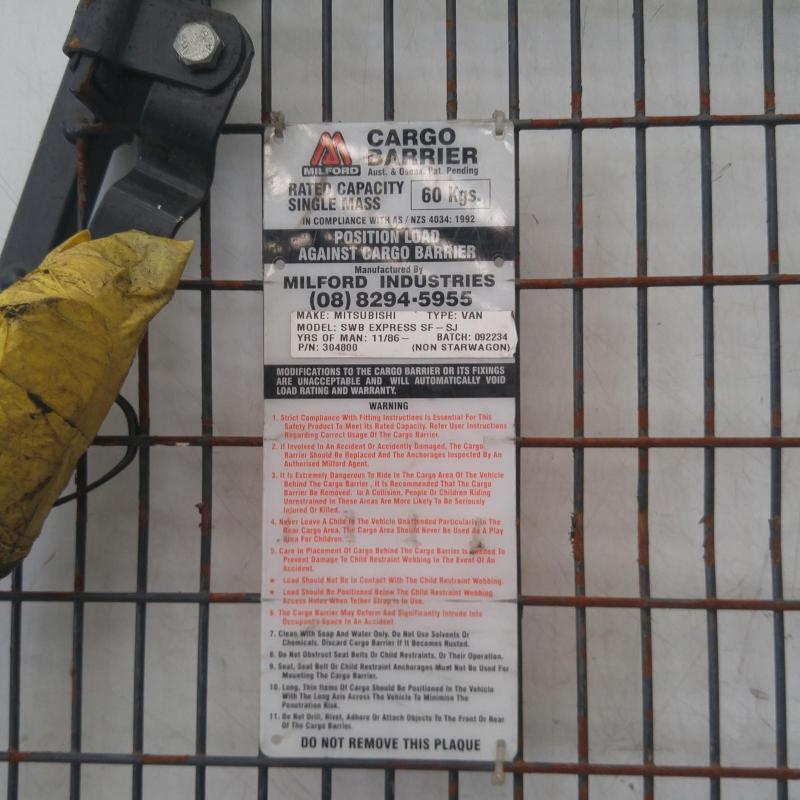 MILFORD
CARGO
BARRIER
Aust. & Oseas. Pat. Pending
RATED CAPACITY
SINGLE MASS
60 Kgs.
IN COMPLIANCE WITH AS / NZS 4034: 1992
POSITION LOAD
AGAINST CARGO BARRIER
Manufactured By
MILFORD INDUSTRIES
(08) 8294-5955
MAKE: MITSUBISHI TYPE: VAN
MODEL: SWB EXPRESS SF - SJ
YRS OF MAN: 11/86 - BATCH: 092234
P/N: 304800 (NON STARWAGON)
MODIFICATIONS TO THE CARGO BARRIER OR ITS FIXINGS
ARE UNACCEPTABLE AND WILL AUTOMATICALLY VOID
LOAD RATING AND WARRANTY.
WARNING
1. Strict Compliance With Fitting Instructions Is Essential For This
Safety Product To Meet Its Rated Capacity. Refer User Instructions
Regarding Correct Usage Of The Cargo Barrier.
2. If Involved In An Accident Or Accidently Damaged, The Cargo
Barrier Should Be Replaced And The Anchorages Inspected By An
Authorised Milford Agent.
3. It Is Extremely Dangerous To Ride In The Cargo Area Of The Vehicle
Behind The Cargo Barrier , It Is Recommended That The Cargo
Barrier Be Removed. In A Collision, People Or Children Riding
Unrestrained In These Areas Are More Likely To Be Seriously
Injured Or Killed.
4. Never Leave A Child In The Vehicle Unattended Particularly In The
Rear Cargo Area. The Cargo Area Should Never Be Used As A Play
Area For Children.
5. Care in Placement Of Cargo Behind The Cargo Barrier Is Needed To
Prevent Damage To Child Restraint Webbing In The Event Of An
Accident.
★ Load Should Not Be In Contact With The Child Restraint Webbing.
★ Load Should Be Positioned Below The Child Restraint Webbing
Access Holes When Tether Strap Is In Use.
6. The Cargo Barrier May Deform And Significantly Intrude Into
Occupant's Space In An Accident.
7. Clean With Soap And Water Only. Do Not Use Solvents Or
Chemicals. Discard Cargo Barrier If It Becomes Rusted.
8. Do Not Obstruct Seat Belts Or Child Restraints, Or Their Operation.
9. Seat, Seat Belt Or Child Restraint Anchorages Must Not Be Used For
Mounting The Cargo Barrier.
10. Long, Thin Items Of Cargo Should Be Positioned In The Vehicle
With The Long Axis Across The Vehicle To Minimise The
Penetration Risk.
11. Do Not Drill, Rivet, Adhere Or Attach Objects To The Front Or Rear
Of The Cargo Barrier.
DO NOT REMOVE THIS PLAQUE